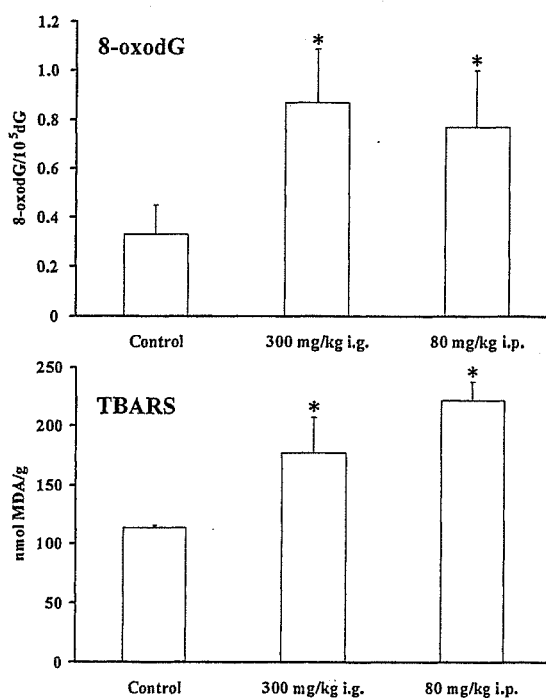 1.2
8-oxodG
1.0
0.8
0.6
0.4
0.2
0
8-oxodG/10⁵dG
*
*
Control 300 mg/kg i.g. 80 mg/kg i.p.
250
TBARS
200
150
100
50
0
nmol MDA/g
*
*
Control 300 mg/kg i.g. 80 mg/kg i.p.